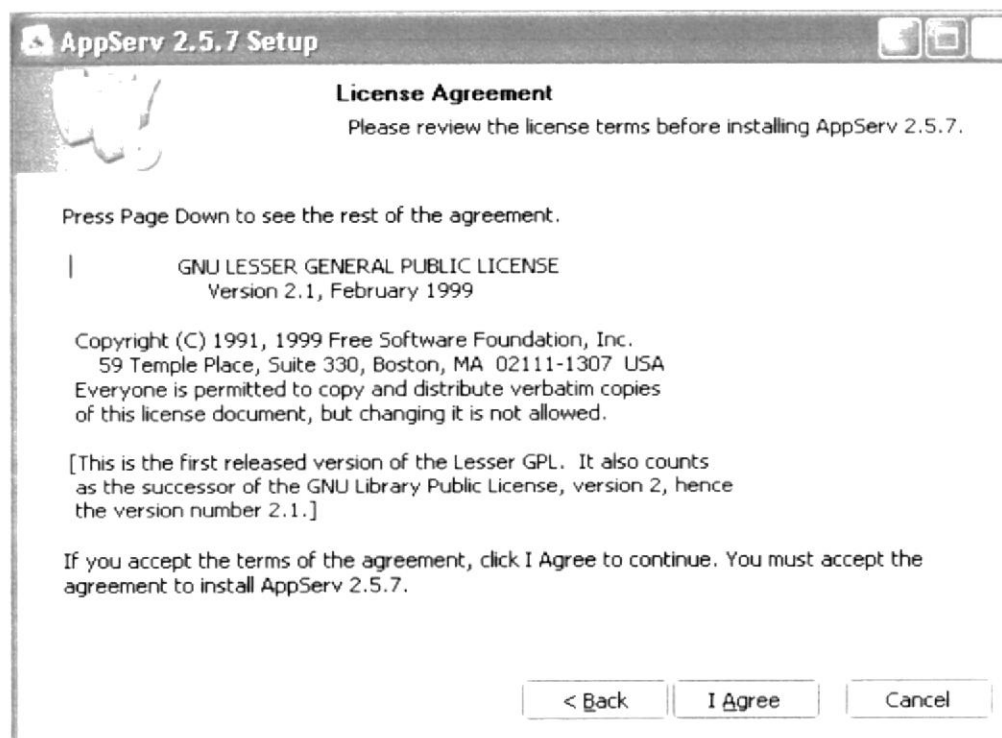 AppServ 2.5.7 Setup
License Agreement
Please review the license terms before installing AppServ 2.5.7.
Press Page Down to see the rest of the agreement.
GNU LESSER GENERAL PUBLIC LICENSE
Version 2.1, February 1999
Copyright (C) 1991, 1999 Free Software Foundation, Inc.
59 Temple Place, Suite 330, Boston, MA  02111-1307  USA
Everyone is permitted to copy and distribute verbatim copies
of this license document, but changing it is not allowed.
[This is the first released version of the Lesser GPL.  It also counts
as the successor of the GNU Library Public License, version 2, hence
the version number 2.1.]
If you accept the terms of the agreement, click I Agree to continue. You must accept the
agreement to install AppServ 2.5.7.
< Back I Agree Cancel